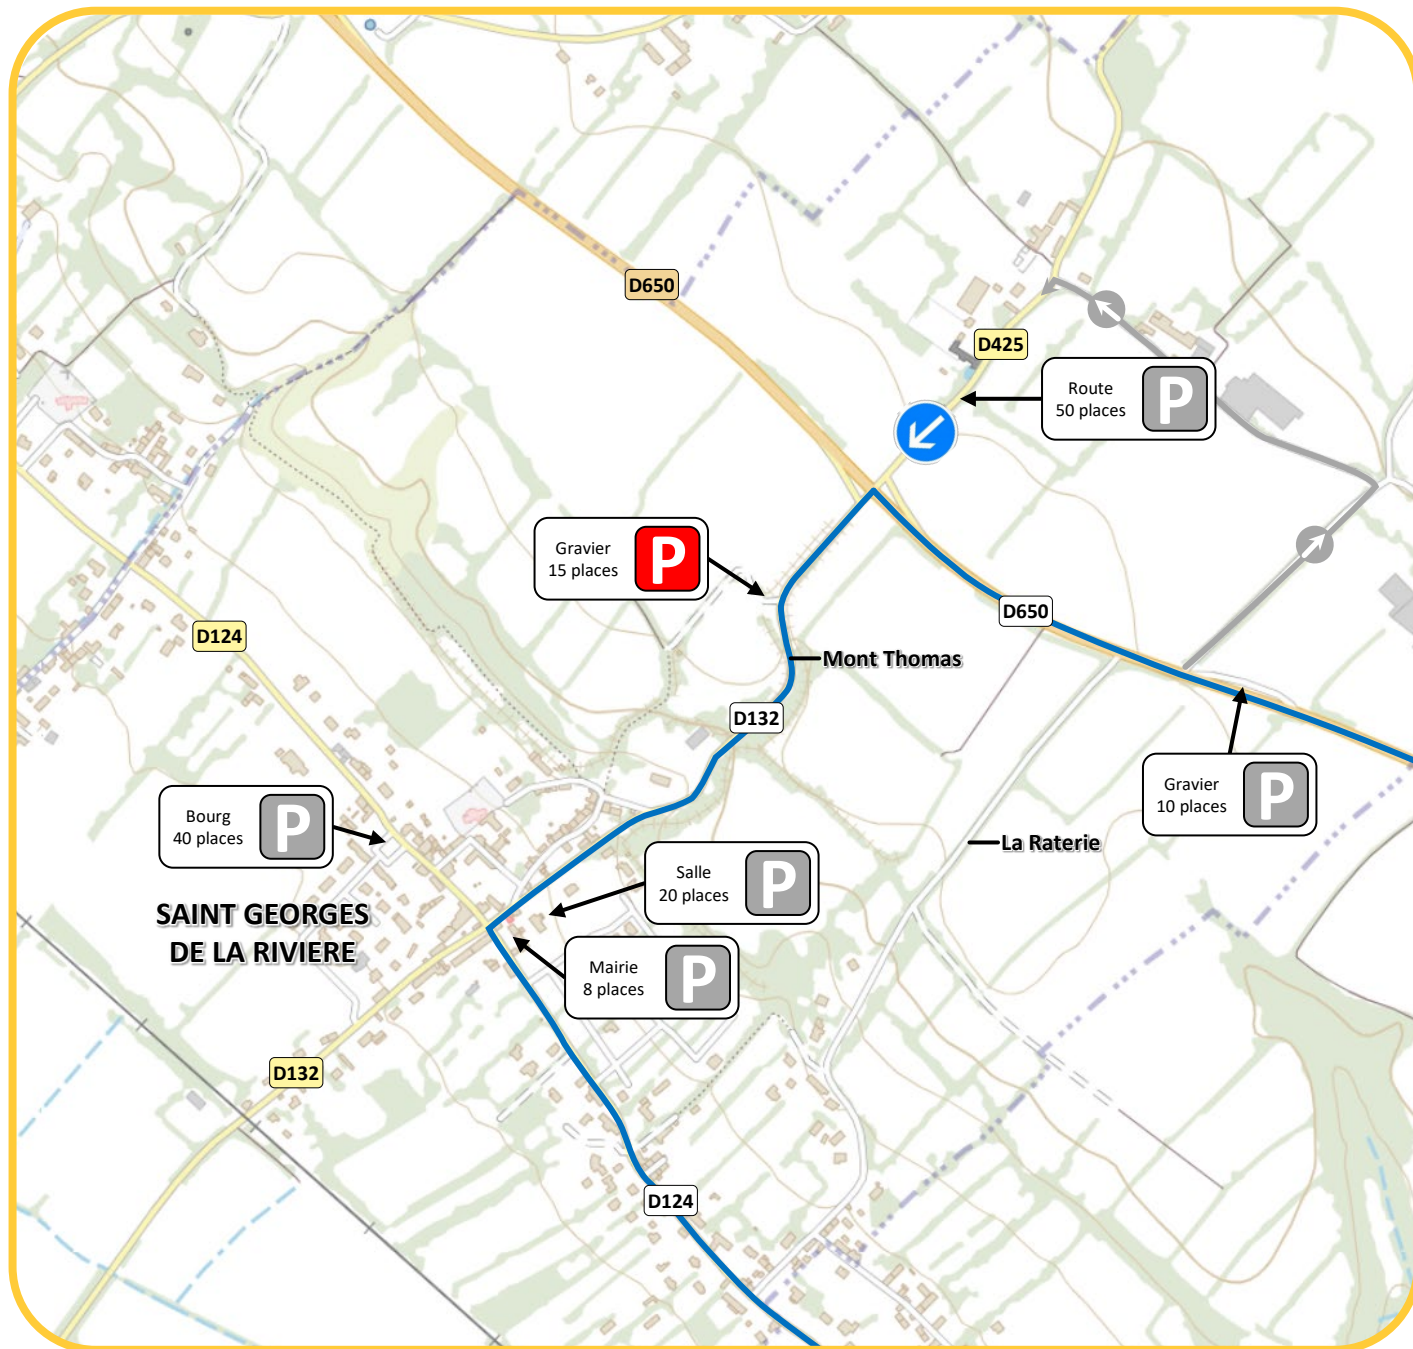 D650
D425
Route
50 places
P
Gravier
15 places
P
D650
D124
Mont Thomas
D132
Gravier
10 places
P
Bourg
40 places
P
La Raterie
Salle
20 places
P
SAINT GEORGES
DE LA RIVIERE
Mairie
8 places
P
D132
D124